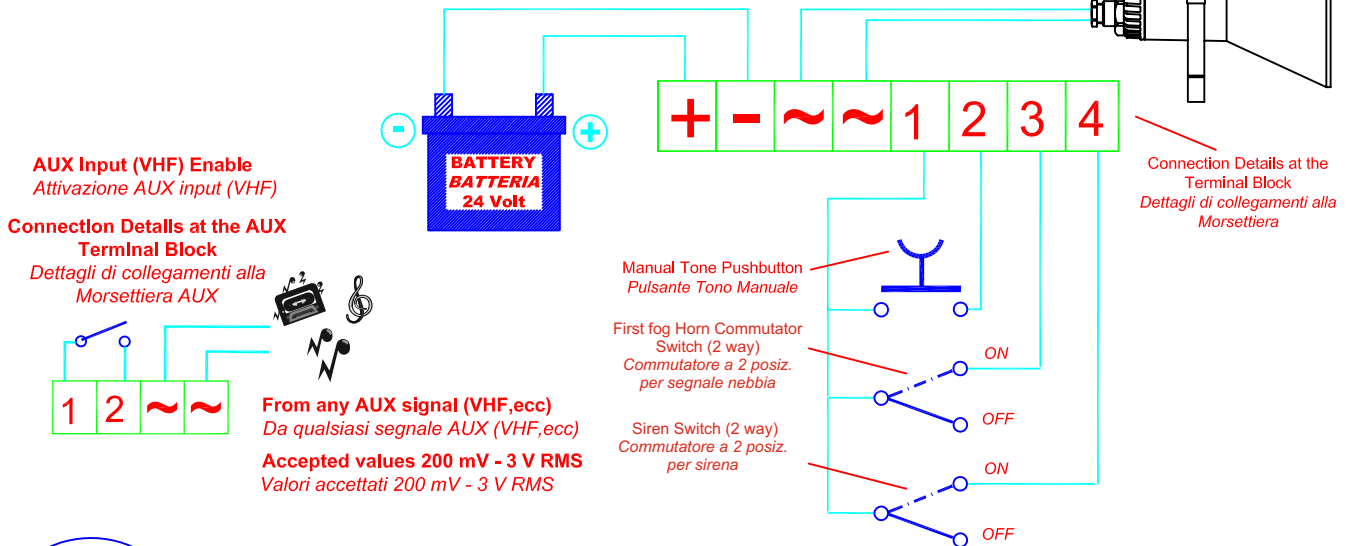 + - ~ ~ 1 2 3 4
- +
BATTERY
BATTERIA
24 Volt
Connection Details at the
Terminal Block
Dettagli di collegamenti alla
Morsettiera
AUX Input (VHF) Enable
Attivazione AUX input (VHF)
Connection Details at the AUX
Terminal Block
Dettagli di collegamenti alla
Morsettiera AUX
1 2 ~ ~
From any AUX signal (VHF,ecc)
Da qualsiasi segnale AUX (VHF,ecc)
Accepted values 200 mV - 3 V RMS
Valori accettati 200 mV - 3 V RMS
Manual Tone Pushbutton
Pulsante Tono Manuale
First fog Horn Commutator
Switch (2 way)
Commutatore a 2 posiz.
per segnale nebbia
ON
OFF
Siren Switch (2 way)
Commutatore a 2 posiz.
per sirena
ON
OFF